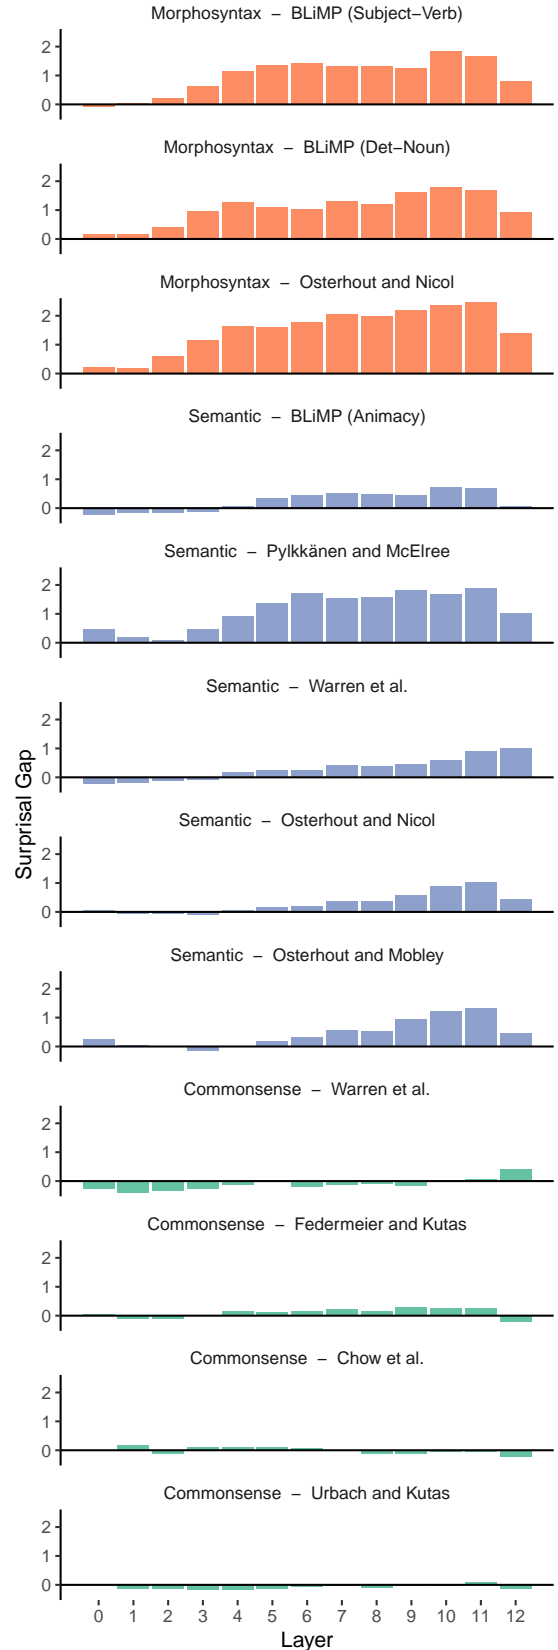 Morphosyntax – BLiMP (Subject−Verb)
2
1
0
Morphosyntax – BLiMP (Det−Noun)
2
1
0
Morphosyntax – Osterhout and Nicol
2
1
0
Semantic – BLiMP (Animacy)
2
1
0
Semantic – Pylkkänen and McElree
2
1
0
Semantic – Warren et al.
2
1
0
Surprisal Gap
Semantic – Osterhout and Nicol
2
1
0
Semantic – Osterhout and Mobley
2
1
0
Commonsense – Warren et al.
2
1
0
Commonsense – Federmeier and Kutas
2
1
0
Commonsense – Chow et al.
2
1
0
Commonsense – Urbach and Kutas
2
1
0
0 1 2 3 4 5 6 7 8 9 10 11 12
Layer